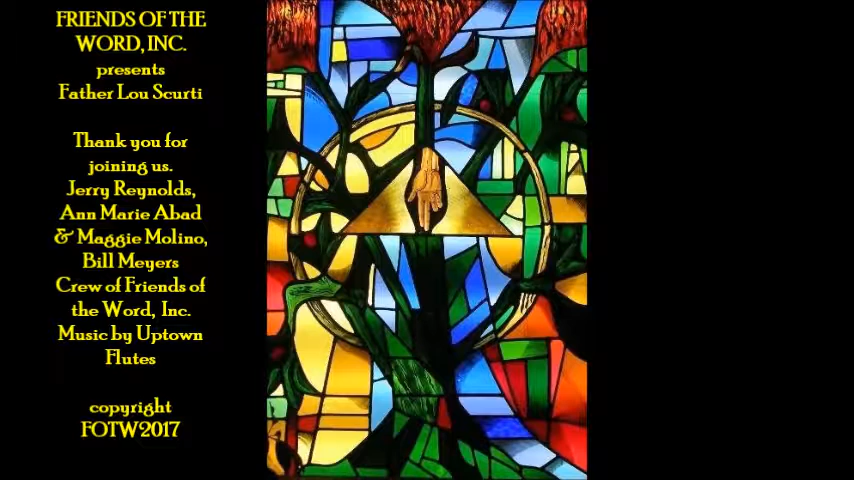 FRIENDS OF THE
WORD, INC.
presents
Father Lou Scurti
Thank you for
joining us.
Jerry Reynolds,
Ann Marie Abad
& Maggie Molino,
Bill Meyers
Crew of Friends of
the Word, Inc.
Music by Uptown
Flutes
copyright
FOTW2017